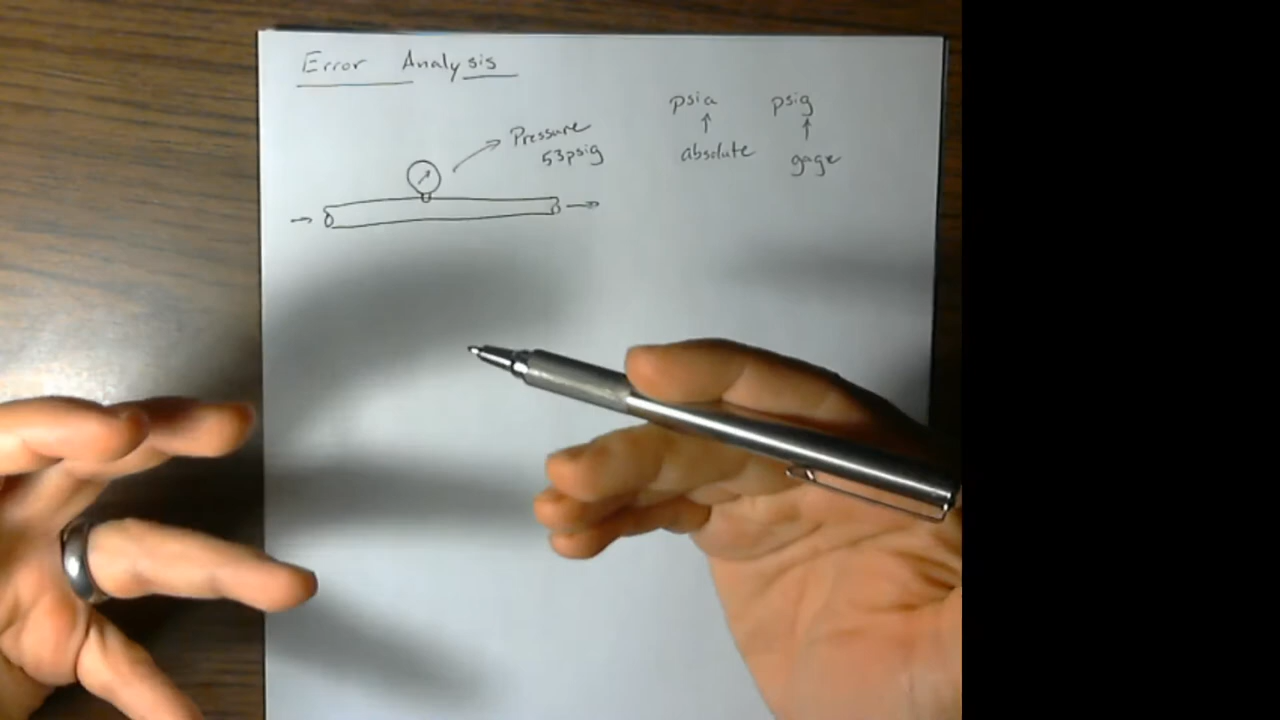 Error Analysis
Pressure
53psig
psia psig
absolute gage